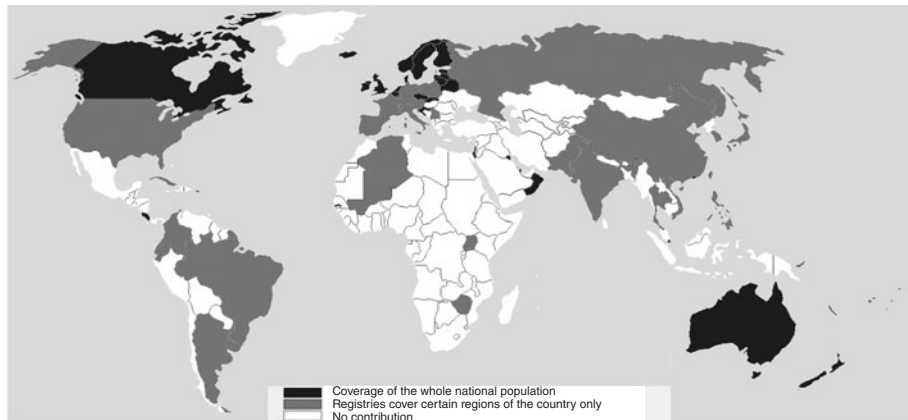 Coverage of the whole national population
Registries cover certain regions of the country only
No contribution